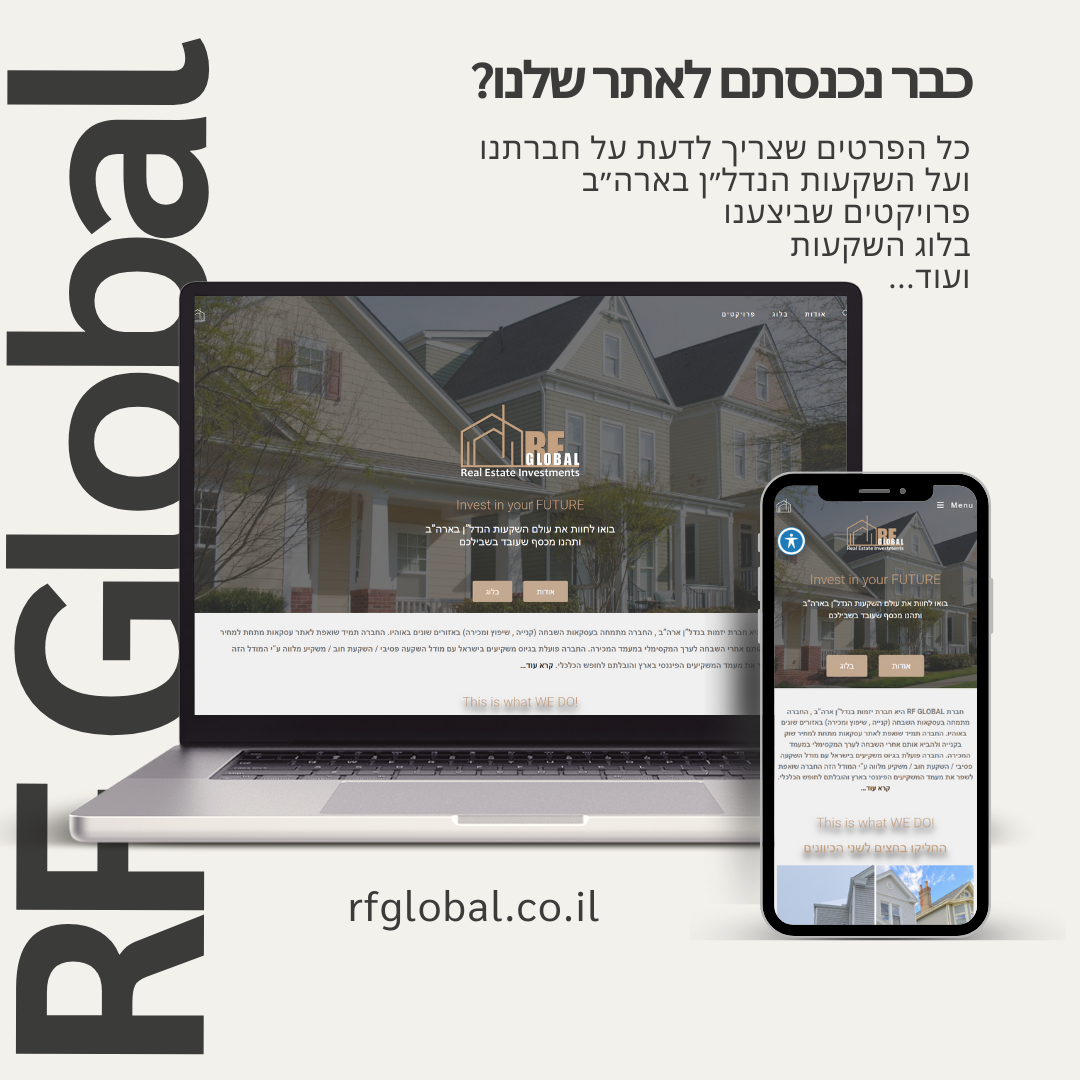 RF Global
כבר נכנסתם לאתר שלנו?
כל הפרטים שצריך לדעת על חברתנו
ועל השקעות הנדל״ן בארה״ב
פרויקטים שביצענו
בלוג השקעות
ועוד...
אודות בלוג פרויקטים
RF
GLOBAL
Real Estate Investments
Invest in your FUTURE
בואו לחוות את עולם השקעות הנדל"ן בארה"ב
ותהנו מכסף שעובד בשבילכם
אודות בלוג
חברת יזמות בנדל"ן ארה"ב , החברה מתמחה בעסקאות השבחה (קנייה , שיפוץ ומכירה) באזורים שונים באוהיו. החברה תמיד שואפת לאתר עסקאות מתחת למחיר
אחרי השבחה לערך המקסימלי במעמד המכירה. החברה פועלת בגיוס משקיעים בישראל עם מודל השקעה פסיבי / השקעת חוב / משקיע מלווה ע"י המודל הזה
את מעמד המשקיעים הפיננסי בארץ והובלתם לחופש הכלכלי. קרא עוד...
This is what WE DO!
Menu
RF
GLOBAL
Real Estate Investments
Invest in your FUTURE
בואו לחוות את עולם השקעות הנדל"ן בארה"ב
ותהנו מכסף שעובד בשבילכם
אודות בלוג
חברת RF GLOBAL היא חברת יזמות בנדל"ן ארה"ב , החברה
מתמחה בעסקאות השבחה (קנייה , שיפוץ ומכירה) באזורים שונים
באוהיו. החברה תמיד שואפת לאתר עסקאות מתחת למחיר שוק
בקנייה ולהביא אותם אחרי השבחה לערך המקסימלי במעמד
המכירה. החברה פועלת בגיוס משקיעים בישראל עם מודל השקעה
פסיבי / השקעת חוב / משקיע מלווה ע"י המודל הזה החברה שואפת
לשפר את מעמד המשקיעים הפיננסי בארץ והובלתם לחופש הכלכלי.
קרא עוד...
This is what WE DO!
החליקו בחצים לשני הכיוונים
rfglobal.co.il